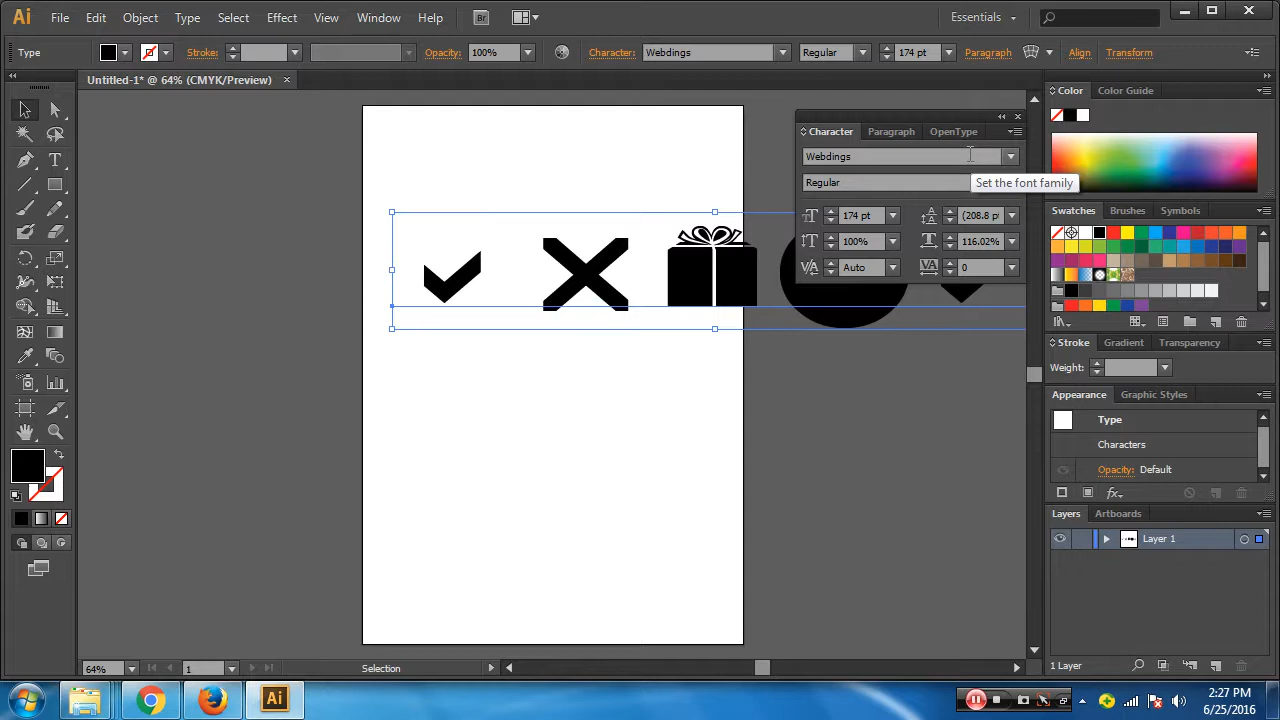 Ai File Edit Object Type Select Effect View Window Help Br Essentials
Type Stroke: Opacity: 100% Character: Webdings Regular 174 pt Paragraph Align Transform
Untitled-1* @ 64% (CMYK/Preview)
Color Color Guide
Character Paragraph OpenType
Webdings
Regular
Set the font family
174 pt (208.8 p
100% 116.02%
Auto 0
Swatches Brushes Symbols
Stroke Gradient Transparency
Weight:
Appearance Graphic Styles
Type
Characters
Opacity: Default
fx
Layers Artboards
Layer 1
1 Layer
64% 1 Selection
Ai
2:27 PM
6/25/2016